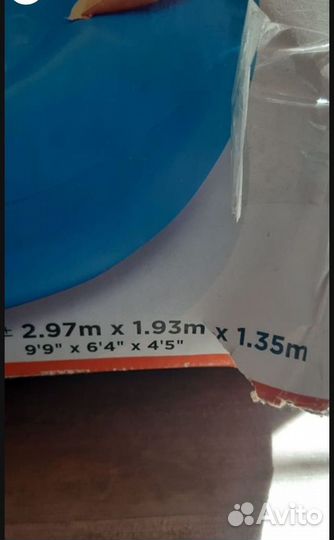 ± 2.97m x 1.93m x 1.35m
9'9" x 6'4" x 4'5"
Avito